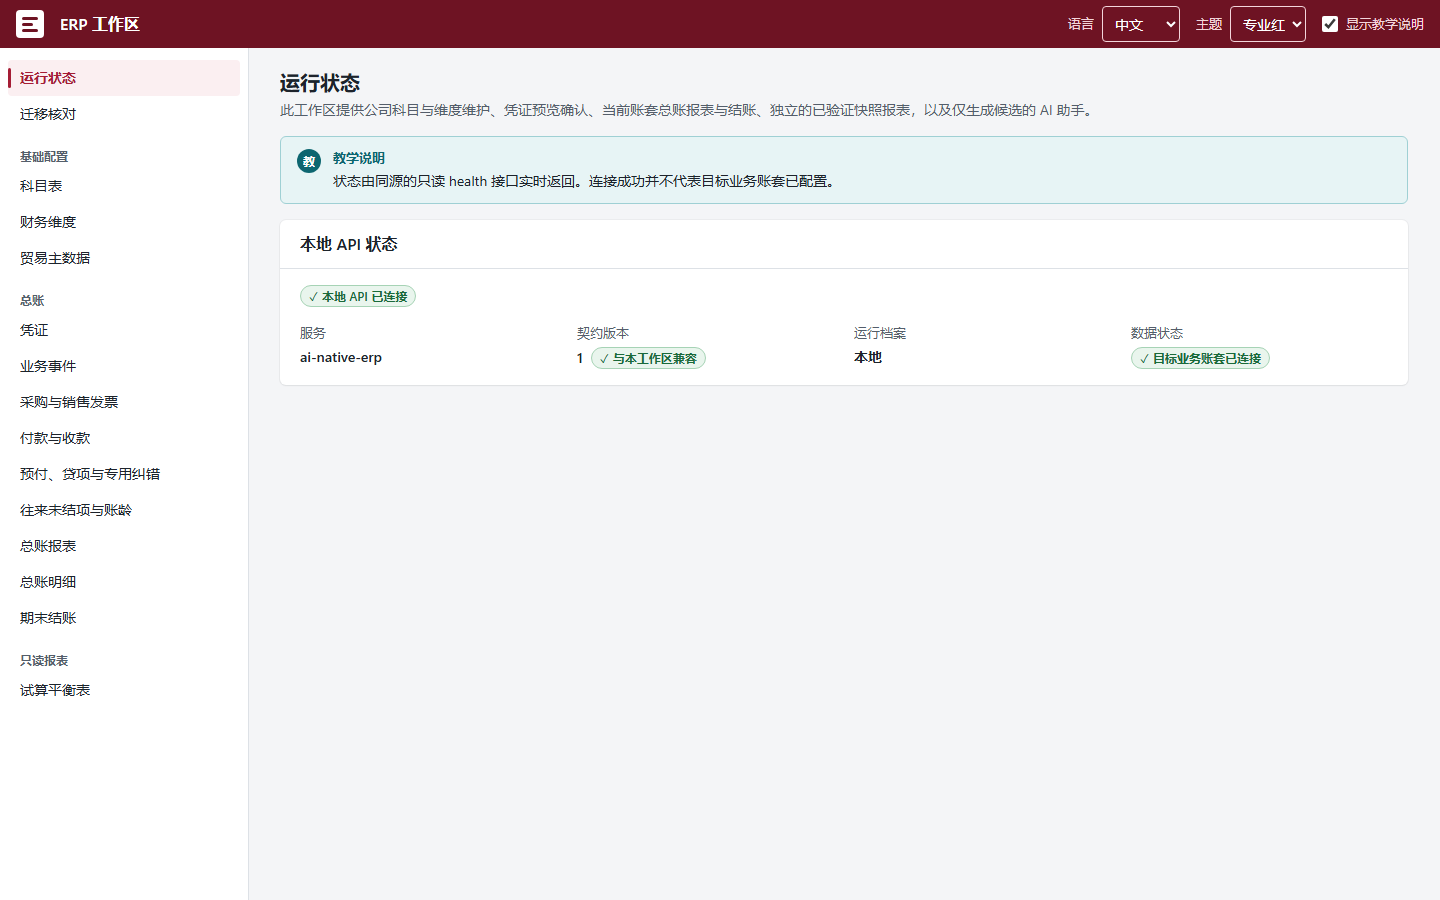 ERP 工作区
语言 中文 主题 专业红 显示教学说明
运行状态
迁移核对
基础配置
科目表
财务维度
贸易主数据
总账
凭证
业务事件
采购与销售发票
付款与收款
预付、贷项与专用纠错
往来未结项与账龄
总账报表
总账明细
期末结账
只读报表
试算平衡表
运行状态
此工作区提供公司科目与维度维护、凭证预览确认、当前账套总账报表与结账、独立的已验证快照报表，以及仅生成候选的 AI 助手。
教 教学说明
状态由同源的只读 health 接口实时返回。连接成功并不代表目标业务账套已配置。
本地 API 状态
✓ 本地 API 已连接
服务 契约版本 运行档案 数据状态
ai-native-erp 1 ✓ 与本工作区兼容 本地 ✓ 目标业务账套已连接